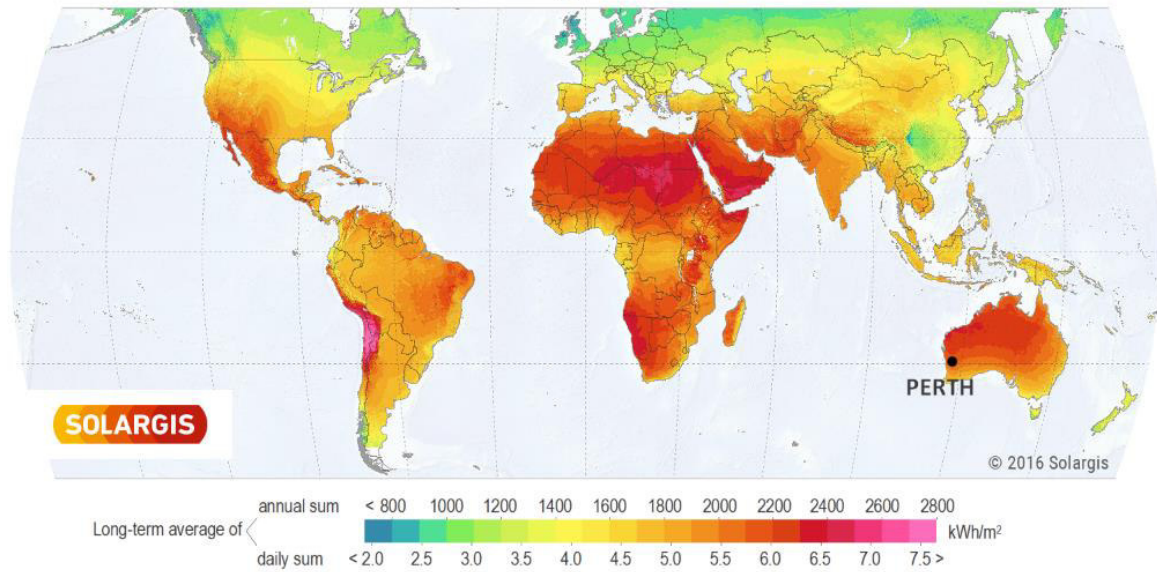 PERTH
SOLARGIS
© 2016 Solargis
annual sum < 800 1000 1200 1400 1600 1800 2000 2200 2400 2600 2800
Long-term average of kWh/m²
daily sum < 2.0 2.5 3.0 3.5 4.0 4.5 5.0 5.5 6.0 6.5 7.0 7.5 >